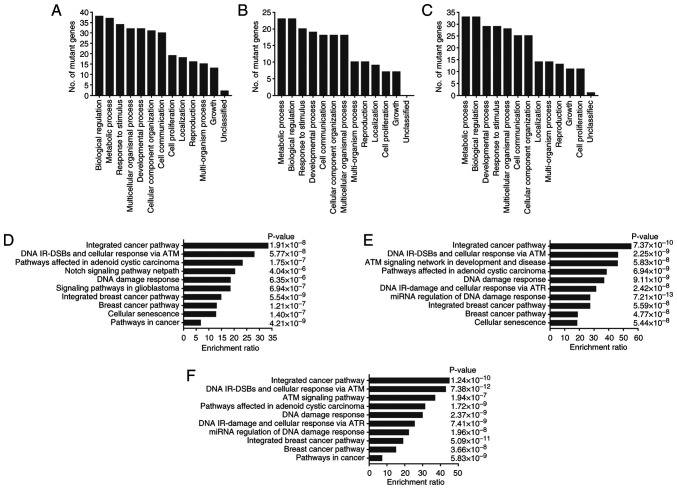 A
No. of mutant genes
40
35
30
25
20
15
10
5
0
Biological regulation
Metabolic process
Response to stimulus
Multicellular organismal process
Developmental process
Cellular component organization
Cell communication
Cell proliferation
Localization
Reproduction
Multi-organism process
Growth
Unclassified
B
No. of mutant genes
25
20
15
10
5
0
Metabolic process
Biological regulation
Response to stimulus
Developmental process
Cell communication
Cellular component organization
Multicellular organismal process
Multi-organism process
Reproduction
Localization
Cell proliferation
Growth
Unclassified
C
No. of mutant genes
35
30
25
20
15
10
5
0
Metabolic process
Biological regulation
Developmental process
Response to stimulus
Multicellular organismal process
Cell communication
Cellular component organization
Localization
Multi-organism process
Reproduction
Growth
Cell proliferation
Unclassifiec
D
P-value
Integrated cancer pathway 1.91×10−8
DNA IR-DSBs and cellular response via ATM 5.77×10−9
Pathways affected in adenoid cystic carcinoma 1.75×10−7
Notch signaling pathway netpath 4.04×10−6
DNA damage response 6.35×10−6
Signaling pathways in glioblastoma 6.94×10−7
Integrated breast cancer pathway 5.54×10−9
Breast cancer pathway 1.21×10−7
Cellular senescence 1.40×10−7
Pathways in cancer 4.21×10−9
0 5 10 15 20 25 30 35
Enrichment ratio
E
P-value
Integrated cancer pathway 7.37×10−10
DNA IR-DSBs and cellular response via ATM 2.25×10−9
ATM signaling network in development and disease 5.83×10−8
Pathways affected in adenoid cystic carcinoma 6.94×10−9
DNA damage response 9.11×10−9
DNA IR-damage and cellular response via ATR 2.42×10−8
miRNA regulation of DNA damage response 7.21×10−13
Integrated breast cancer pathway 5.59×10−8
Breast cancer pathway 4.77×10−8
Cellular senescence 5.44×10−8
0 10 20 30 40 50 60
Enrichment ratio
F
P-value
Integrated cancer pathway 1.24×10−10
DNA IR-DSBs and cellular response via ATM 7.38×10−12
ATM signaling pathway 1.94×10−7
Pathways affected in adenoid cystic carcinoma 1.72×10−9
DNA damage response 2.37×10−9
DNA IR-damage and cellular response via ATR 7.41×10−9
miRNA regulation of DNA damage response 1.96×10−8
Integrated breast cancer pathway 5.09×10−11
Breast cancer pathway 3.66×10−8
Pathways in cancer 5.83×10−9
0 10 20 30 40 50
Enrichment ratio